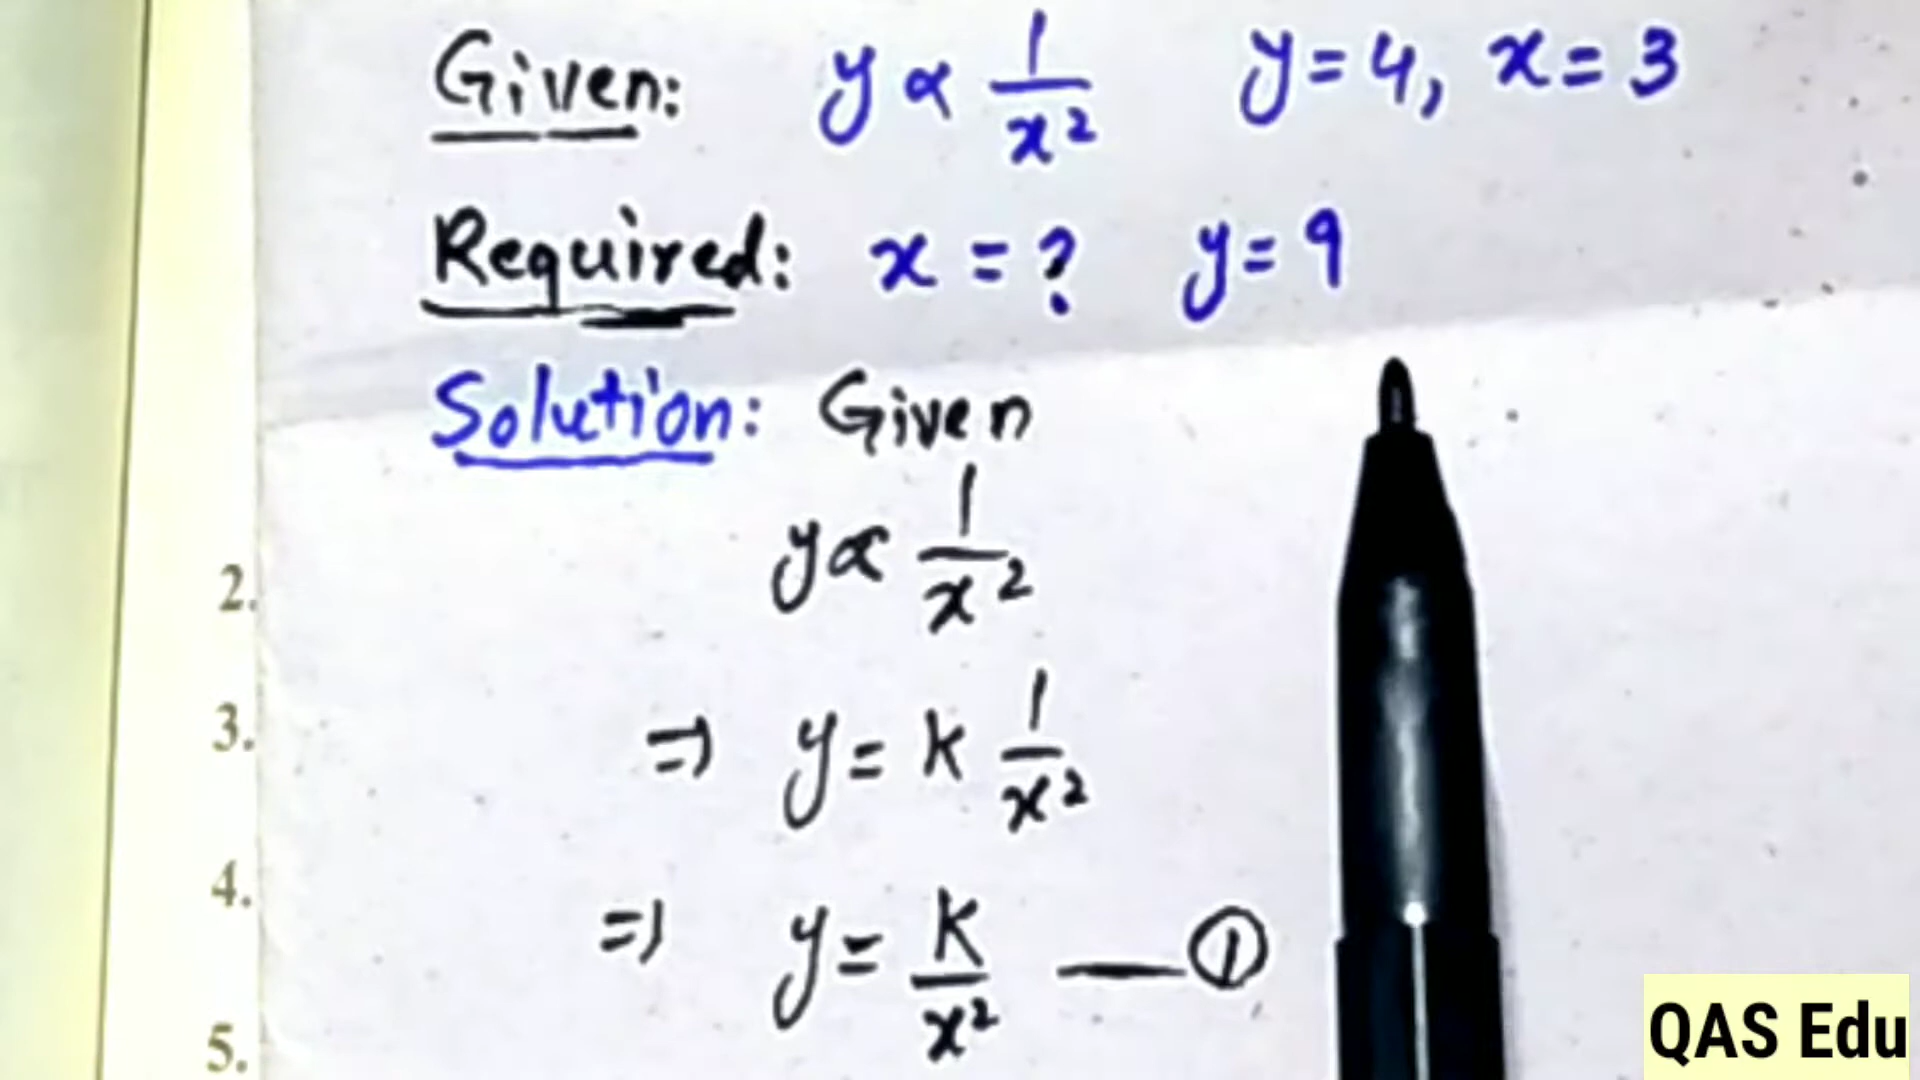 Given: y ∝ 1/x² y = 4, x = 3
Required: x = ? y = 9
Solution: Given
y ∝ 1/x²
2.
⇒ y = k 1/x²
3.
⇒ y = k/x² — ①
4.
5.
QAS Edu